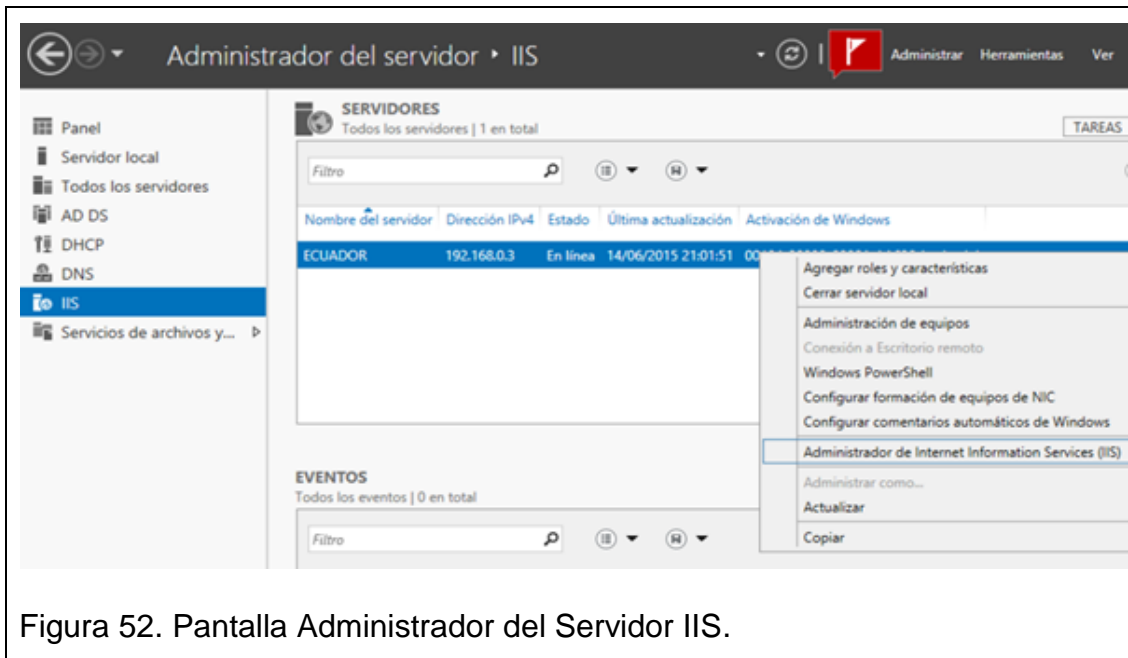 Administrador del servidor ‣ IIS
Administrar Herramientas Ver
Panel
Servidor local
Todos los servidores
AD DS
DHCP
DNS
IIS
Servicios de archivos y...
SERVIDORES
Todos los servidores | 1 en total
TAREAS
Filtro
Nombre del servidor Dirección IPv4 Estado Última actualización Activación de Windows
ECUADOR 192.168.0.3 En línea 14/06/2015 21:01:51
Agregar roles y características
Cerrar servidor local
Administración de equipos
Conexión a Escritorio remoto
Windows PowerShell
Configurar formación de equipos de NIC
Configurar comentarios automáticos de Windows
Administrador de Internet Information Services (IIS)
Administrar como...
Actualizar
Copiar
EVENTOS
Todos los eventos | 0 en total
Filtro
Figura 52. Pantalla Administrador del Servidor IIS.